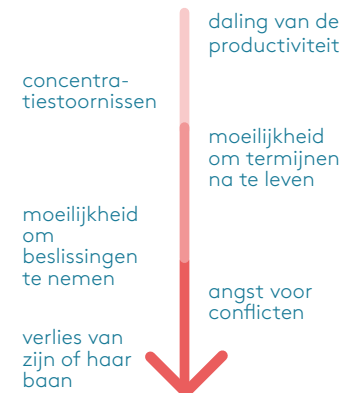 daling van de
productiviteit
concentra-
tiestoornissen
moeilijkheid
om termijnen
na te leven
moeilijkheid
om
beslissingen
te nemen
angst voor
conflicten
verlies van
zijn of haar
baan